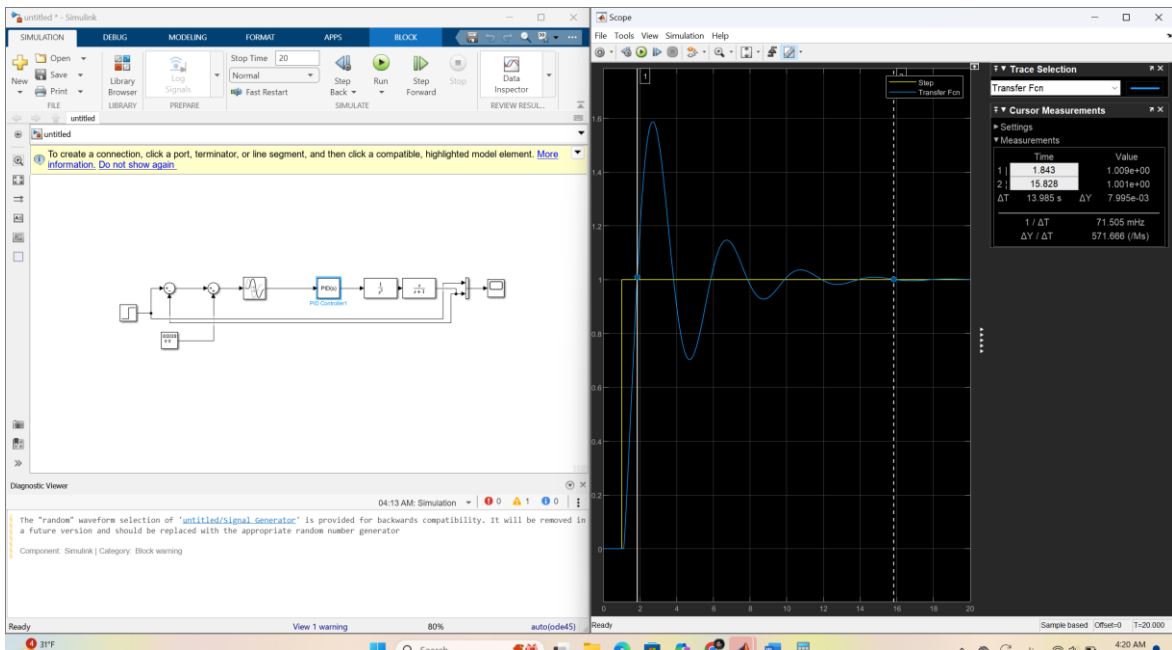 untitled * - Simulink
SIMULATION DEBUG MODELING FORMAT APPS BLOCK
New
Open
Save
Print
FILE
Library
Browser
LIBRARY
Log
Signals
PREPARE
Stop Time 20
Normal
Fast Restart
Step
Back
Run
Step
Forward
Stop
SIMULATE
Data
Inspector
REVIEW RESUL...
untitled
untitled
To create a connection, click a port, terminator, or line segment, and then click a compatible, highlighted model element. More
information. Do not show again
PID(s)
PID Controller1
Diagnostic Viewer
04:13 AM: Simulation 0 1 0
The "random" waveform selection of 'untitled/Signal Generator' is provided for backwards compatibility. It will be removed in
a future version and should be replaced with the appropriate random number generator
Component: Simulink | Category: Block warning
Ready View 1 warning 80% auto(ode45)
Scope
File Tools View Simulation Help
1
Step
Transfer Fcn
1.6
1.4
1.2
1
0.8
0.6
0.4
0.2
0
0 2 4 6 8 10 12 14 16 18 20
Trace Selection
Transfer Fcn
Cursor Measurements
Settings
Measurements
Time Value
1 | 1.843 1.009e+00
2 ¦ 15.828 1.001e+00
ΔT 13.985 s ΔY 7.995e-03
1 / ΔT 71.505 mHz
ΔY / ΔT 571.666 (/Ms)
Ready Sample based Offset=0 T=20.000
4 31°F
Search
4:20 AM